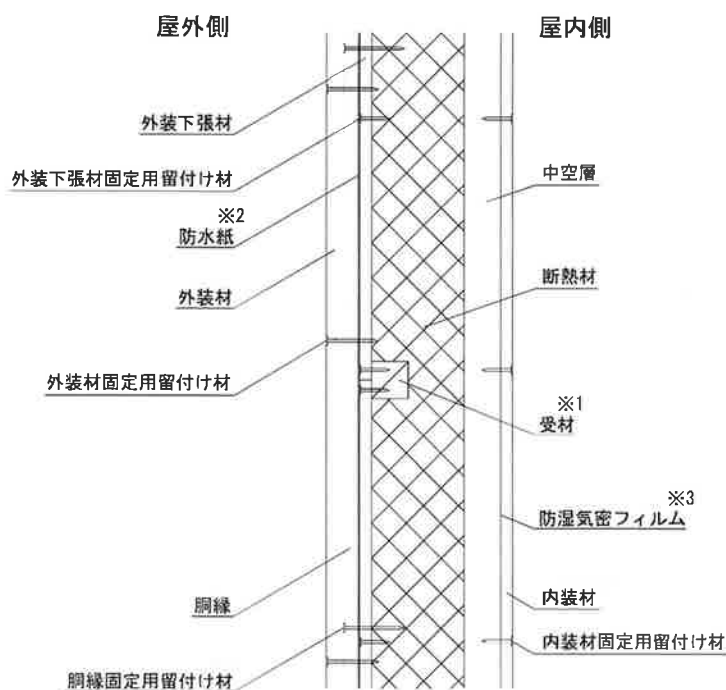 屋外側
屋内側
外装下張材
外装下張材固定用留付け材
※2
防水紙
外装材
外装材固定用留付け材
胴縁
胴縁固定用留付け材
中空層
断熱材
※1
受材
※3
防湿気密フィルム
内装材
内装材固定用留付け材